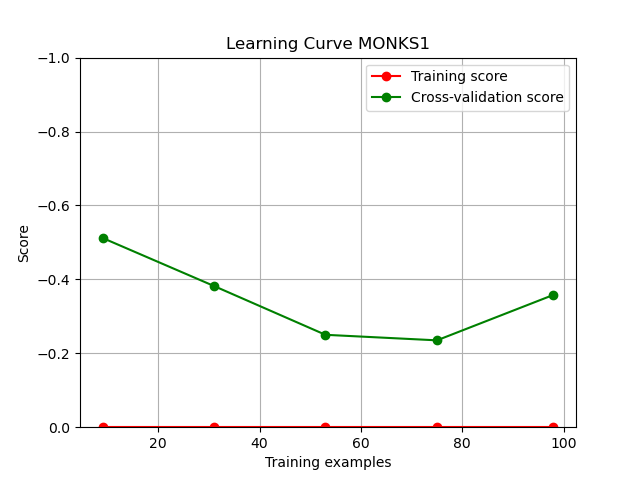 Learning Curve MONKS1
−1.0
−0.8
−0.6
−0.4
−0.2
0.0
Score
Training score
Cross-validation score
20
40
60
80
100
Training examples